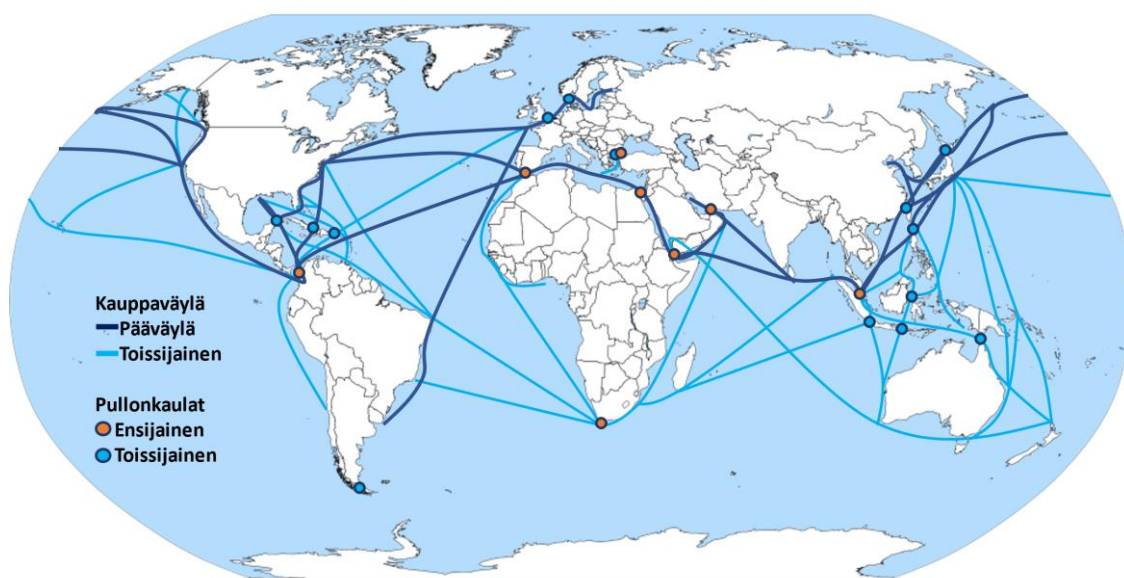 Kauppaväylä
Pääväylä
Toissijainen
Pullonkaulat
Ensijainen
Toissijainen